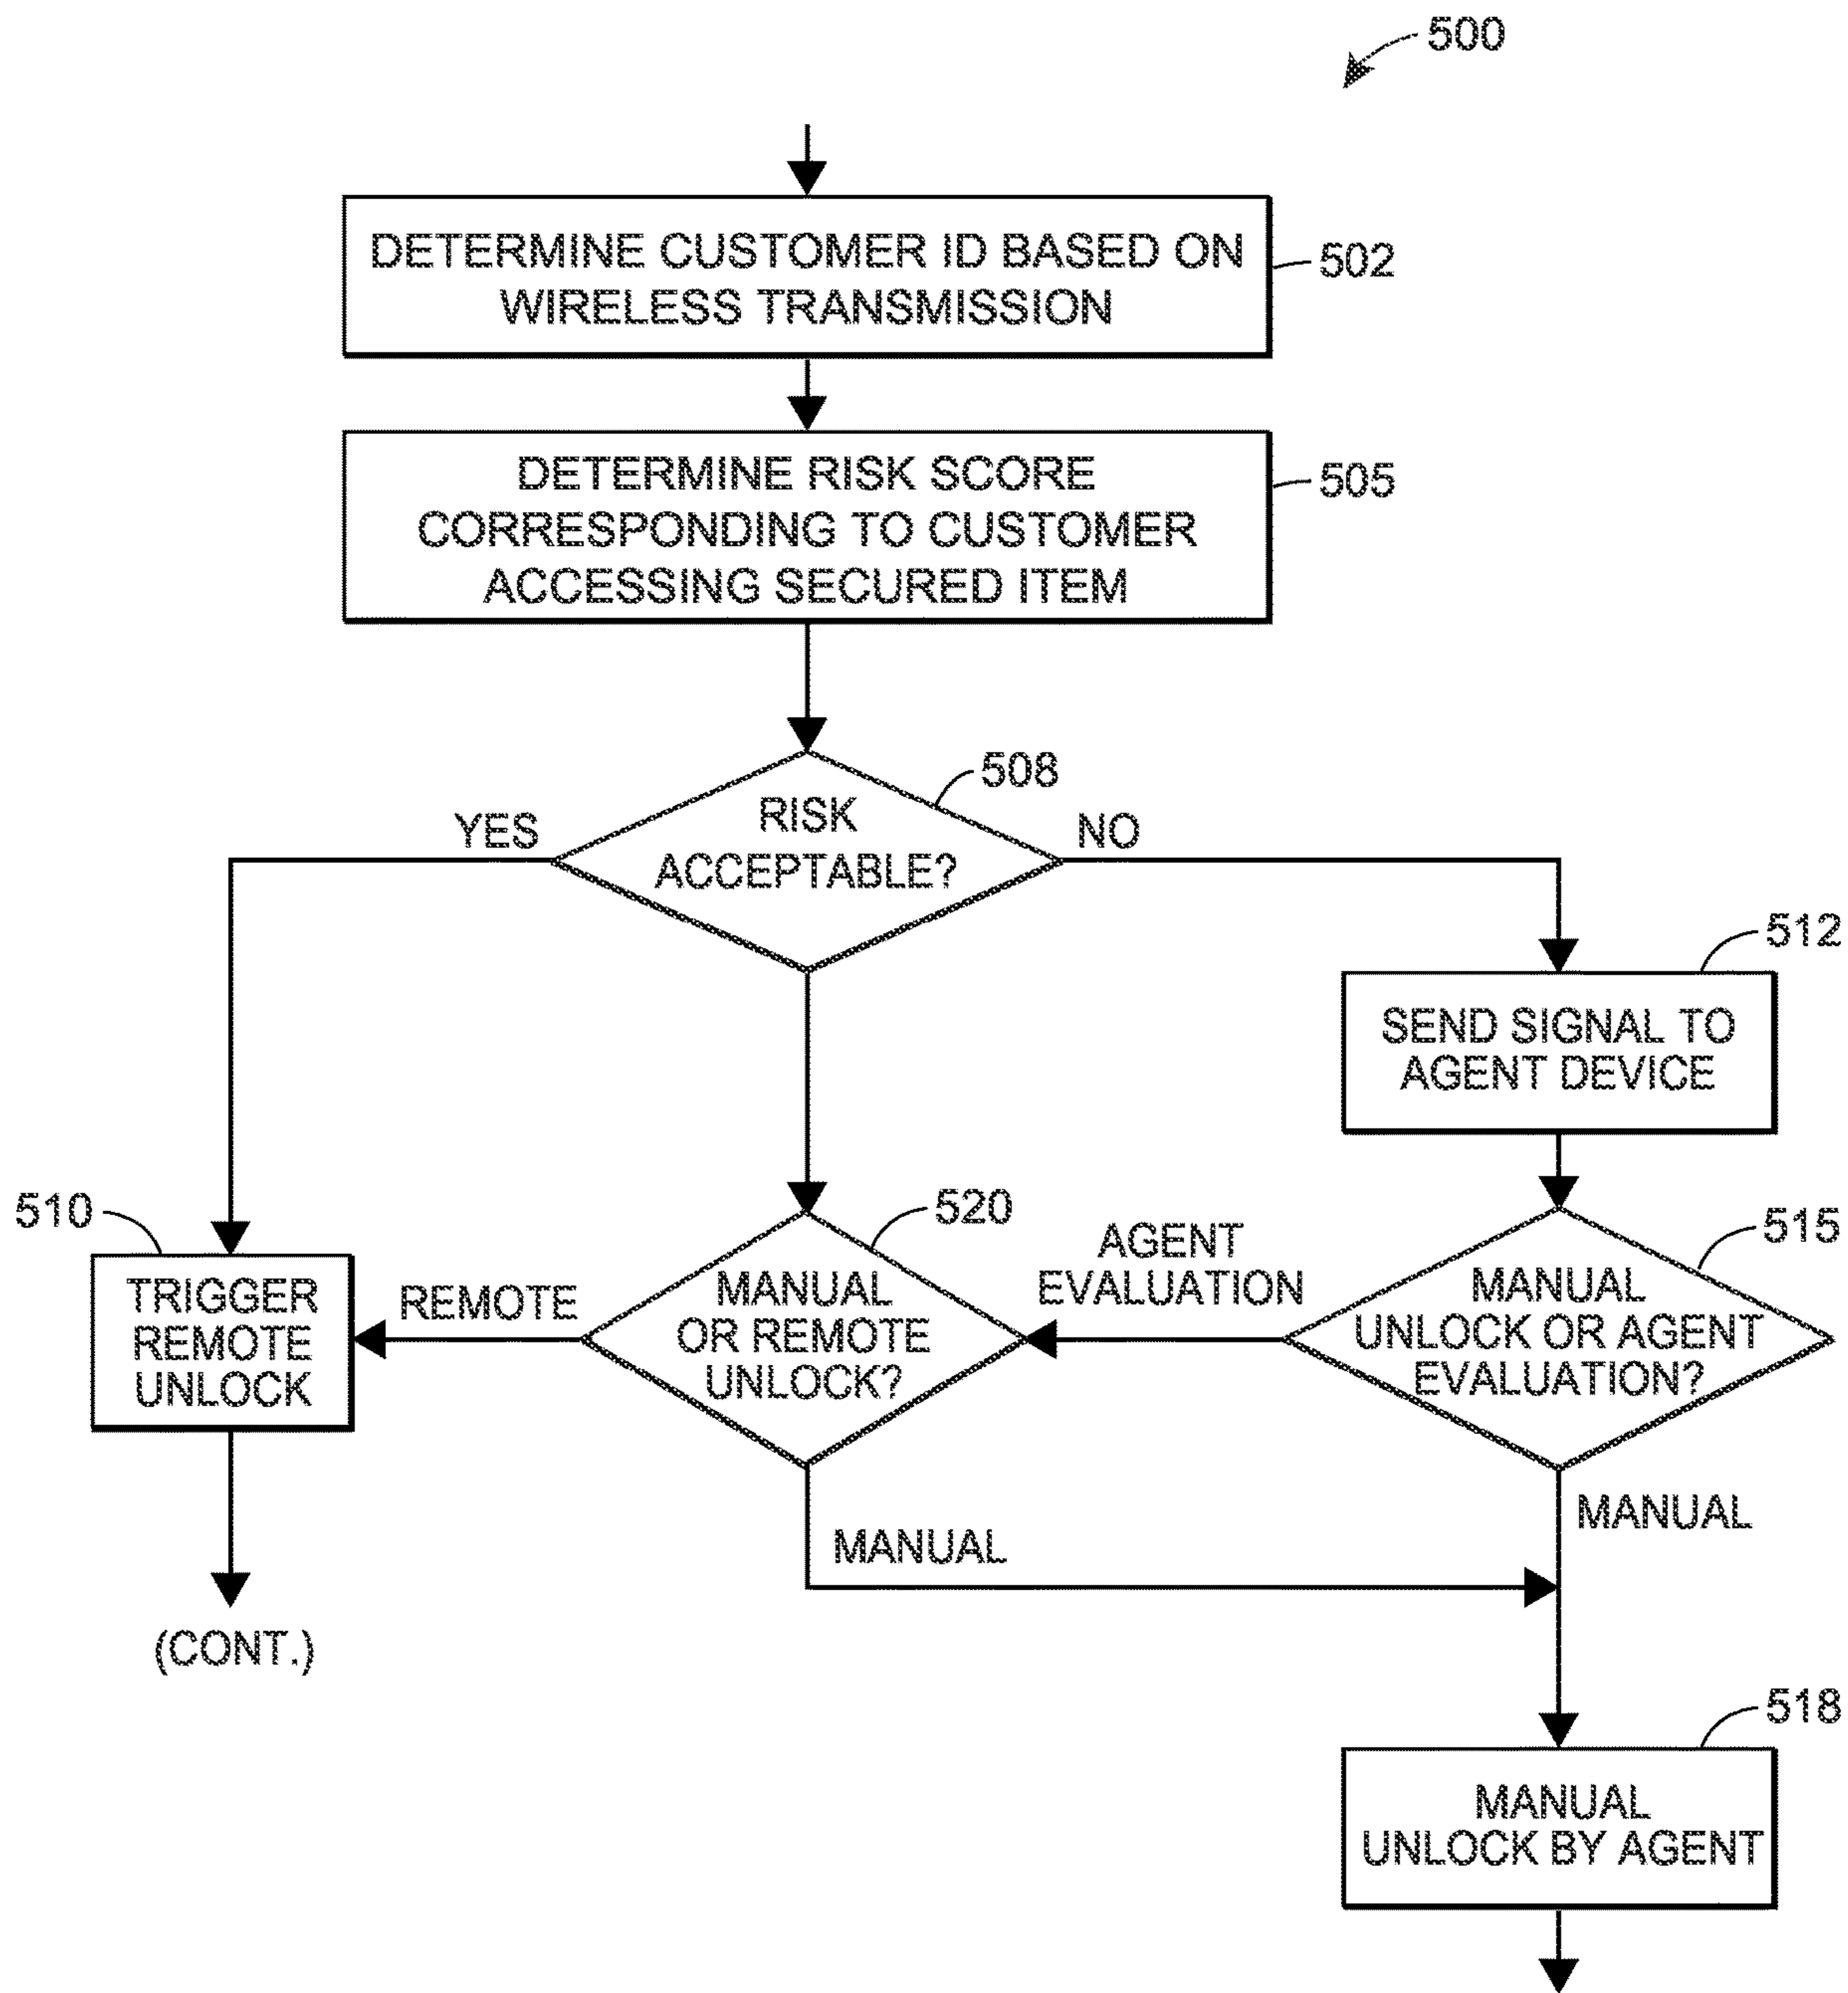 500
DETERMINE CUSTOMER ID BASED ON
WIRELESS TRANSMISSION
502
DETERMINE RISK SCORE
CORRESPONDING TO CUSTOMER
ACCESSING SECURED ITEM
505
508
YES
RISK
ACCEPTABLE?
NO
512
SEND SIGNAL TO
AGENT DEVICE
510
TRIGGER
REMOTE
UNLOCK
REMOTE
520
MANUAL
OR REMOTE
UNLOCK?
AGENT
EVALUATION
515
MANUAL
UNLOCK OR AGENT
EVALUATION?
MANUAL
MANUAL
(CONT.)
518
MANUAL
UNLOCK BY AGENT